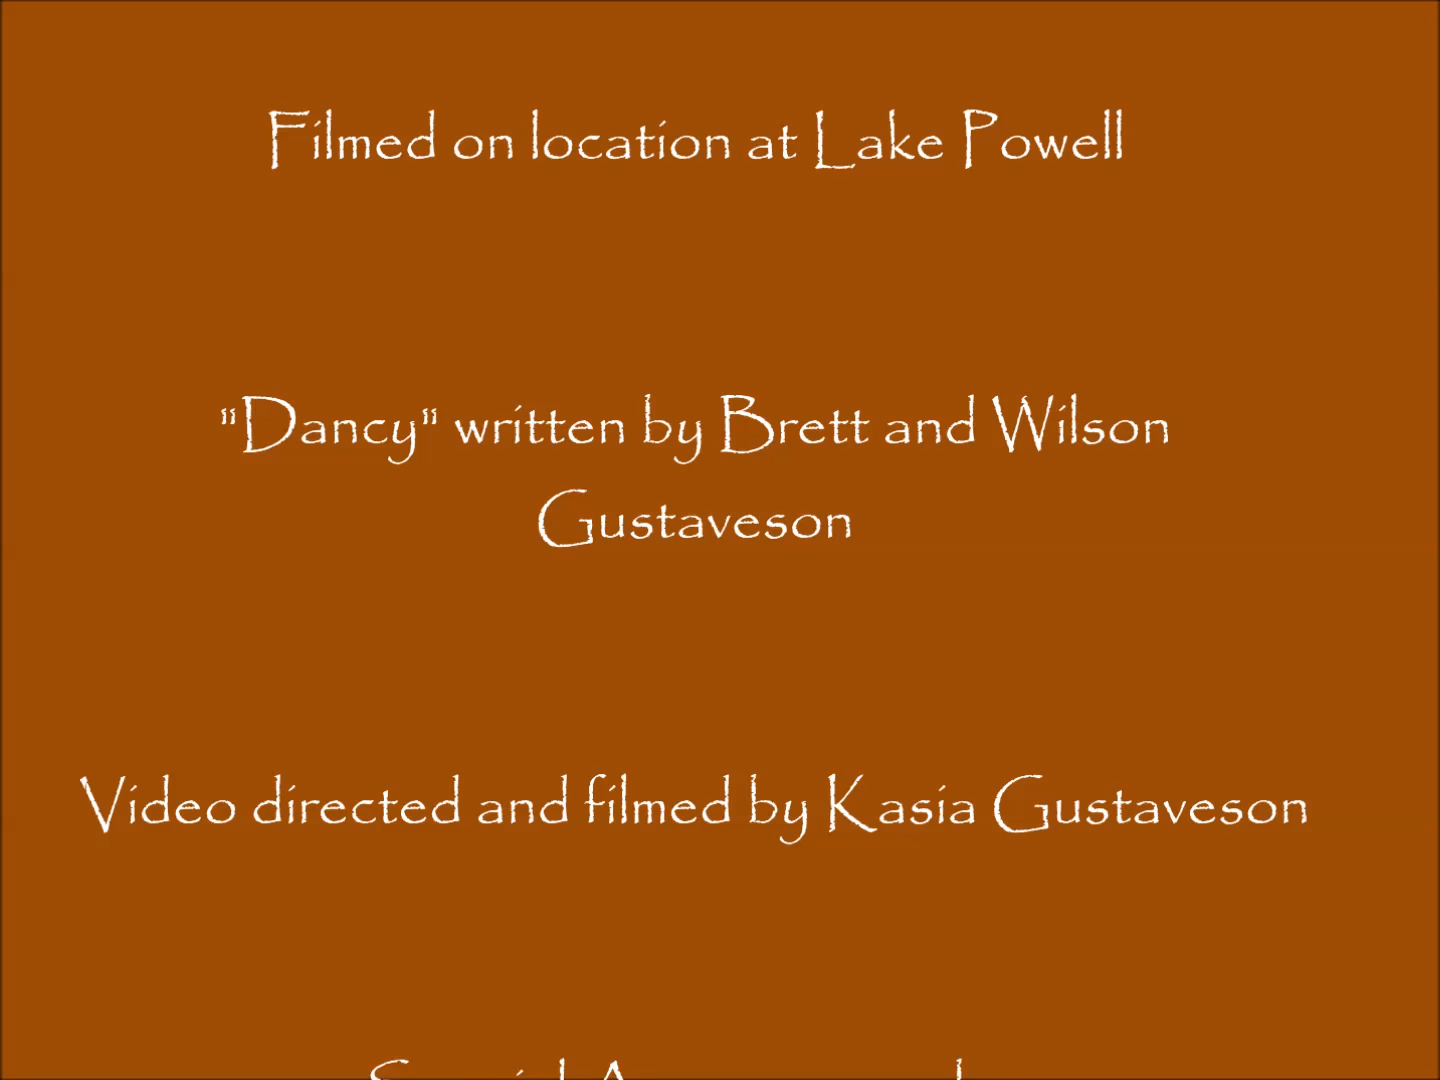 Filmed on location at Lake Powell
"Dancy" written by Brett and Wilson
Gustaveson
Video directed and filmed by Kasia Gustaveson